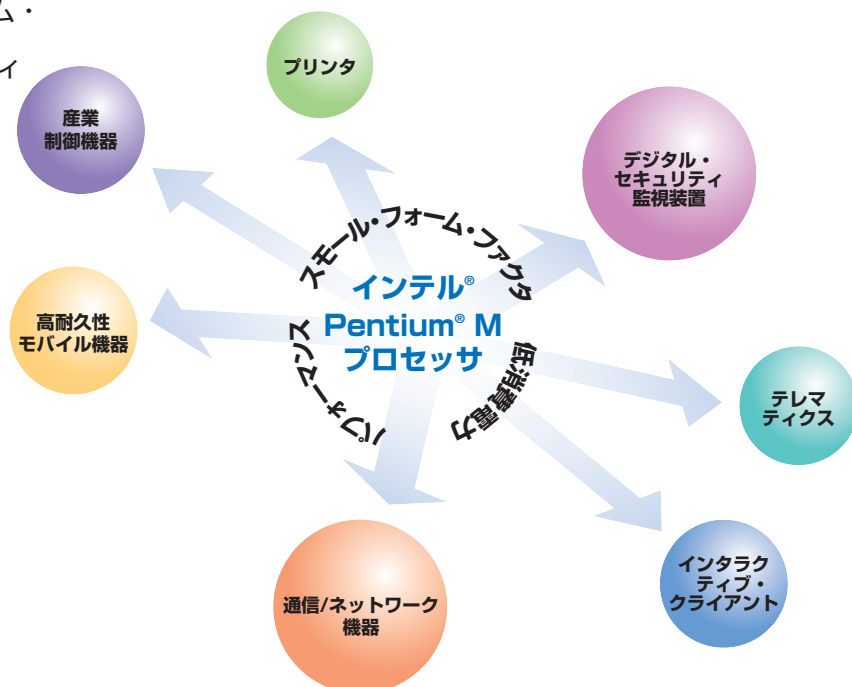 ム・
ィ
プリンタ
産業
制御機器
デジタル・
セキュリティ
監視装置
スモール・フォーム・ファクタ
インテル®
Pentium® M
プロセッサ
パフォーマンス
低消費電力
高耐久性
モバイル機器
テレマ
ティクス
インタラク
ティブ・
クライアント
通信/ネットワーク
機器